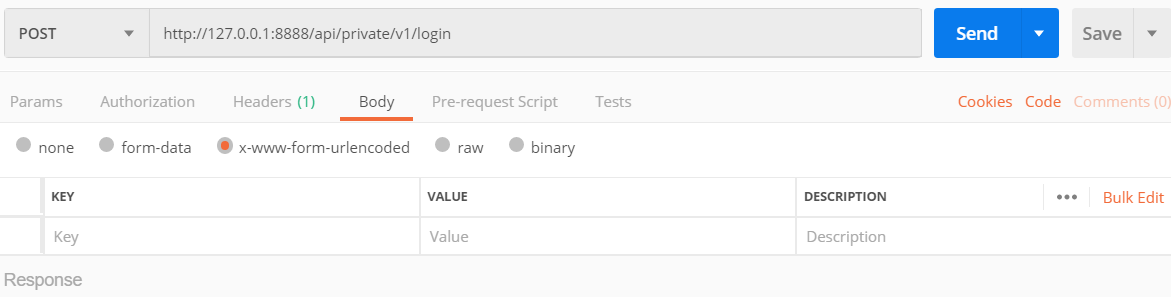 POST http://127.0.0.1:8888/api/private/v1/login Send Save
Params Authorization Headers (1) Body Pre-request Script Tests Cookies Code Comments (0)
none form-data x-www-form-urlencoded raw binary
KEY VALUE DESCRIPTION ••• Bulk Edit
Key Value Description
Response